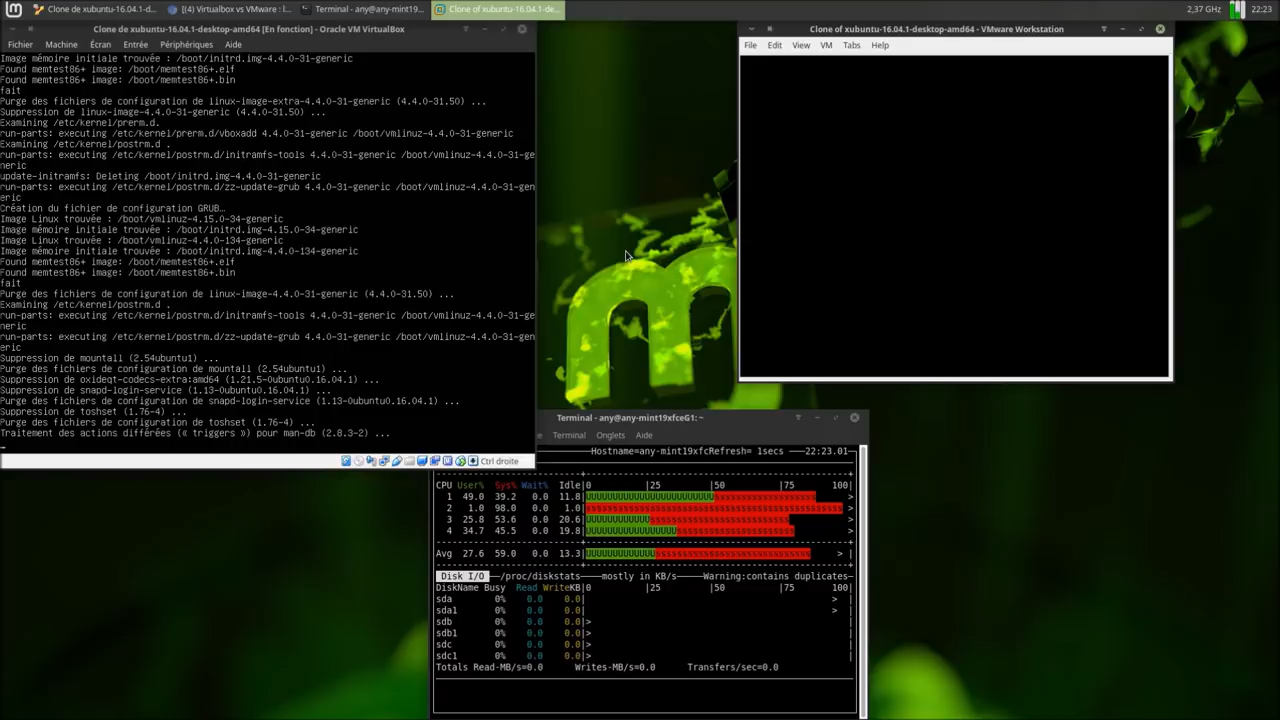 Clone de xubuntu-16.04.1-d...
[(4) Virtualbox vs VMware : l...
Terminal - any@any-mint19...
Clone of xubuntu-16.04.1-de...
2,37 GHz
22:23
Clone de xubuntu-16.04.1-desktop-amd64 [En fonction] - Oracle VM VirtualBox
Fichier Machine Écran Entrée Périphériques Aide
Image mémoire initiale trouvée : /boot/initrd.img-4.4.0-31-generic
Found memtest86+ image: /boot/memtest86+.elf
Found memtest86+ image: /boot/memtest86+.bin
fait
Purge des fichiers de configuration de linux-image-extra-4.4.0-31-generic (4.4.0-31.50) ...
Suppression de linux-image-4.4.0-31-generic (4.4.0-31.50) ...
Examining /etc/kernel/prerm.d.
run-parts: executing /etc/kernel/prerm.d/vboxadd 4.4.0-31-generic /boot/vmlinuz-4.4.0-31-generic
Examining /etc/kernel/postrm.d .
run-parts: executing /etc/kernel/postrm.d/initramfs-tools 4.4.0-31-generic /boot/vmlinuz-4.4.0-31-ge
neric
update-initramfs: Deleting /boot/initrd.img-4.4.0-31-generic
run-parts: executing /etc/kernel/postrm.d/zz-update-grub 4.4.0-31-generic /boot/vmlinuz-4.4.0-31-gen
eric
Création du fichier de configuration GRUB…
Image Linux trouvée : /boot/vmlinuz-4.15.0-34-generic
Image mémoire initiale trouvée : /boot/initrd.img-4.15.0-34-generic
Image Linux trouvée : /boot/vmlinuz-4.4.0-134-generic
Image mémoire initiale trouvée : /boot/initrd.img-4.4.0-134-generic
Found memtest86+ image: /boot/memtest86+.elf
Found memtest86+ image: /boot/memtest86+.bin
fait
Purge des fichiers de configuration de linux-image-4.4.0-31-generic (4.4.0-31.50) ...
Examining /etc/kernel/postrm.d .
run-parts: executing /etc/kernel/postrm.d/initramfs-tools 4.4.0-31-generic /boot/vmlinuz-4.4.0-31-ge
neric
run-parts: executing /etc/kernel/postrm.d/zz-update-grub 4.4.0-31-generic /boot/vmlinuz-4.4.0-31-gen
eric
Suppression de mountall (2.54ubuntu1) ...
Purge des fichiers de configuration de mountall (2.54ubuntu1) ...
Suppression de oxideqt-codecs-extra:amd64 (1.21.5-0ubuntu0.16.04.1) ...
Suppression de snapd-login-service (1.13-0ubuntu0.16.04.1) ...
Purge des fichiers de configuration de snapd-login-service (1.13-0ubuntu0.16.04.1) ...
Suppression de toshset (1.76-4) ...
Purge des fichiers de configuration de toshset (1.76-4) ...
Traitement des actions différées (« triggers ») pour man-db (2.8.3-2) ...
Ctrl droite
Clone of xubuntu-16.04.1-desktop-amd64 - VMware Workstation
File Edit View VM Tabs Help
Terminal - any@any-mint19xfceG1: ~
Terminal Onglets Aide
Hostname=any-mint19xfcRefresh= 1secs 22:23.01
CPU User% Sys% Wait% Idle|0 |25 |50 |75 100|
1 49.0 39.2 0.0 11.8 >
2 1.0 98.0 0.0 1.0 >
3 25.8 53.6 0.0 20.6 >
4 34.7 45.5 0.0 19.8 >
Avg 27.6 59.0 0.0 13.3 > |
Disk I/O /proc/diskstats mostly in KB/s Warning:contains duplicates
DiskName Busy Read WriteKB|0 |25 |50 |75 100|
sda 0% 0.0 0.0| > |
sda1 0% 0.0 0.0| > |
sdb 0% 0.0 0.0|> |
sdb1 0% 0.0 0.0|> |
sdc 0% 0.0 0.0|> |
sdc1 0% 0.0 0.0|> |
Totals Read-MB/s=0.0 Writes-MB/s=0.0 Transfers/sec=0.0